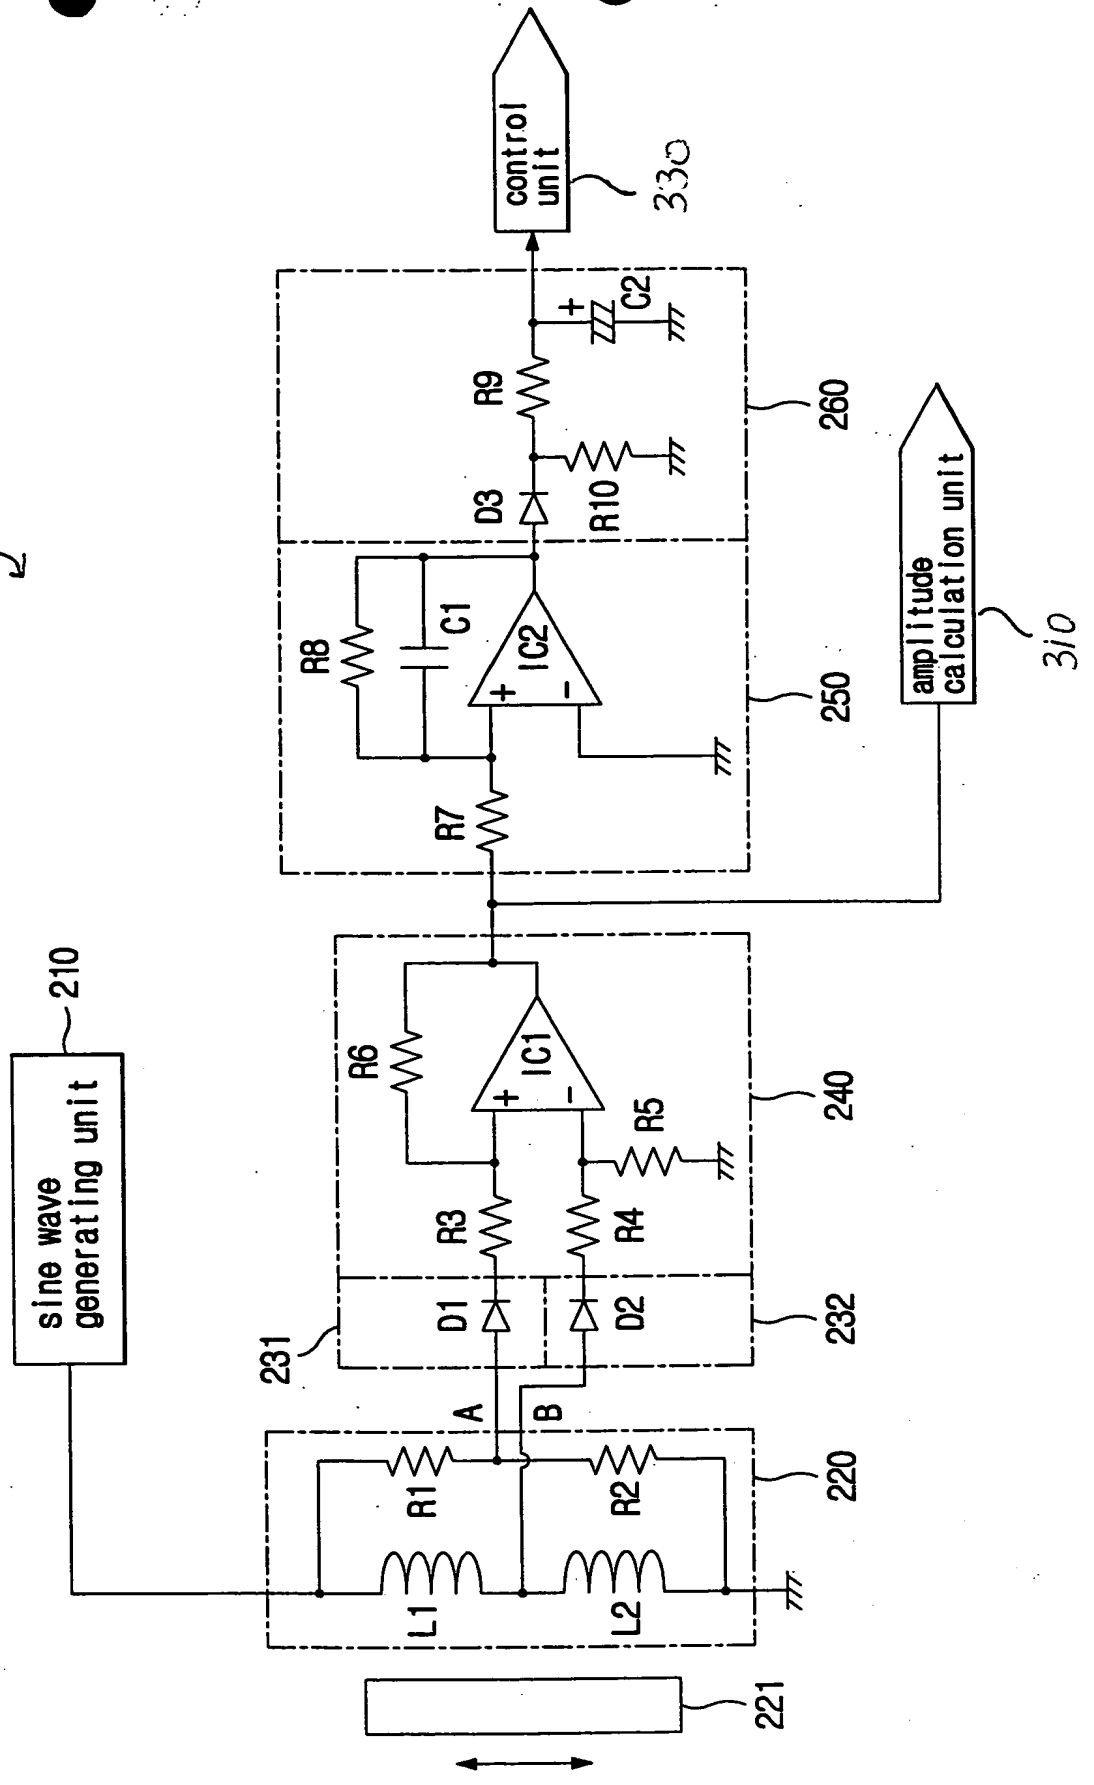 sine wave
generating unit
210
231
A
B
D1
D2
232
R1
R2
L1
L2
220
221
R3
R4
R5
R6
+
−
IC1
240
R7
R8
C1
+
−
IC2
250
D3
R9
R10
+
C2
260
control
unit
330
amplitude
calculation unit
310